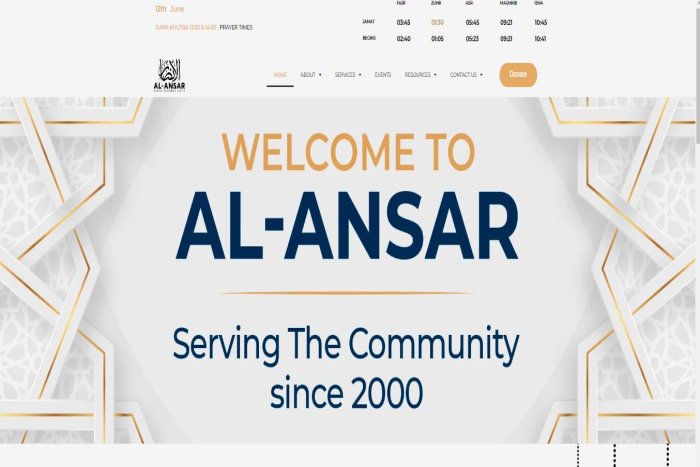 12th June
FAJR ZUHR ASR MAGHRIB ISHA
JAMAT 03:45 01:30 05:45 09:21 10:45
JUMA KHUTBA 13:20 & 14:00 PRAYER TIMES
BEGINS 02:40 01:05 05:23 09:21 10:41
AL-ANSAR
HOME ABOUT SERVICES EVENTS RESOURCES CONTACT US Donate
WELCOME TO
AL-ANSAR
Serving The Community
since 2000